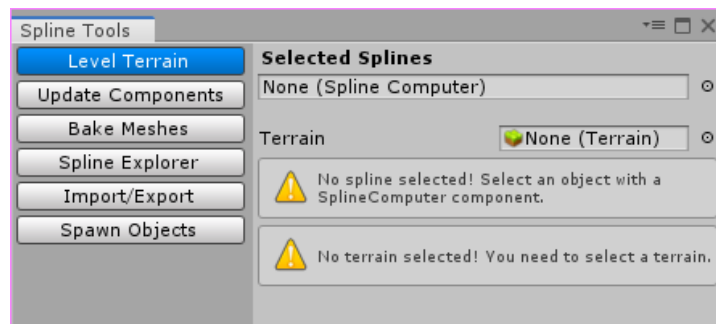 Spline Tools
Level Terrain
Update Components
Bake Meshes
Spline Explorer
Import/Export
Spawn Objects
Selected Splines
None (Spline Computer)
Terrain
None (Terrain)
No spline selected! Select an object with a
SplineComputer component.
No terrain selected! You need to select a terrain.